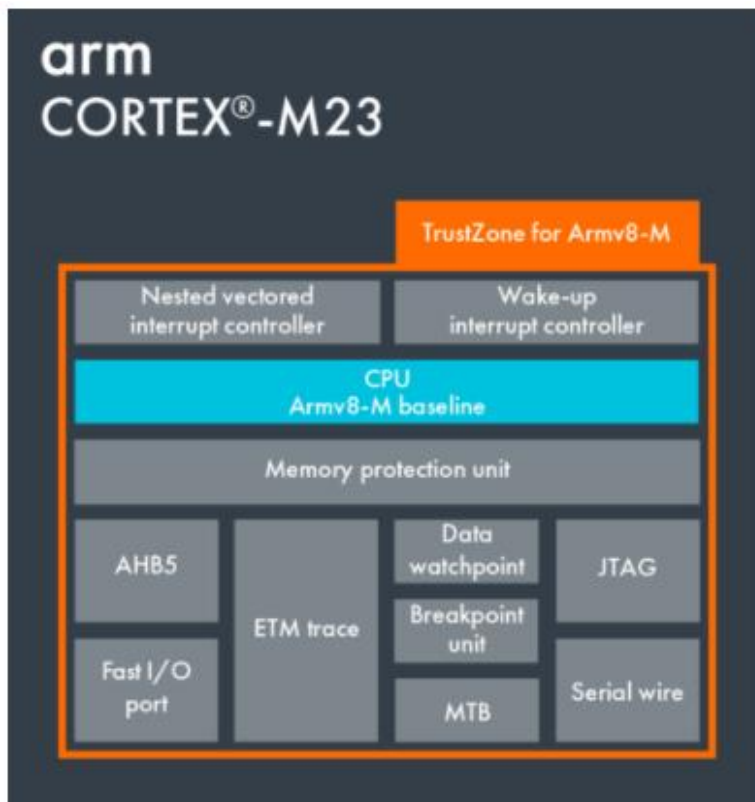 arm
CORTEX®-M23
TrustZone for Armv8-M
Nested vectored
interrupt controller
Wake-up
interrupt controller
CPU
Armv8-M baseline
Memory protection unit
AHB5
ETM trace
Data
watchpoint
JTAG
Breakpoint
unit
Fast I/O
port
MTB
Serial wire